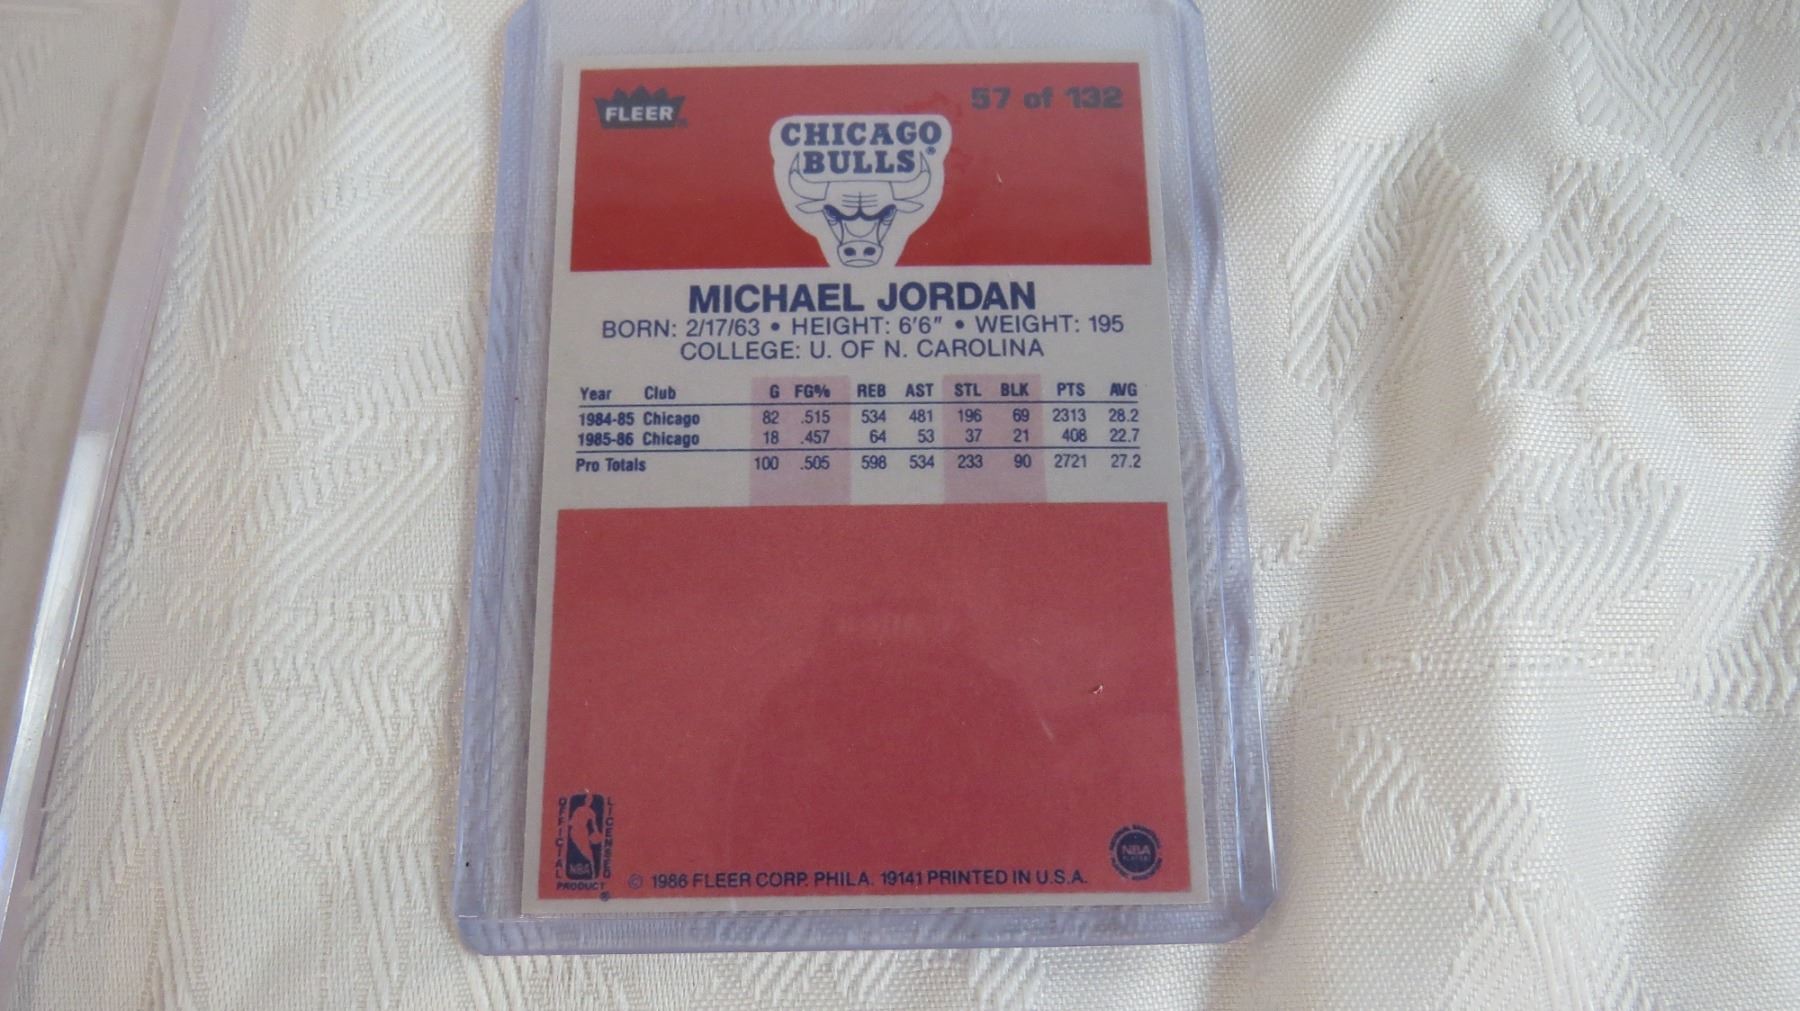 FLEER
57 of 132
CHICAGO
BULLS®
MICHAEL JORDAN
BORN: 2/17/63 • HEIGHT: 6'6" • WEIGHT: 195
COLLEGE: U. OF N. CAROLINA
Year Club G FG% REB AST STL BLK PTS AVG
1984-85 Chicago 82 .515 534 481 196 69 2313 28.2
1985-86 Chicago 18 .457 64 53 37 21 408 22.7
Pro Totals 100 .505 598 534 233 90 2721 27.2
OFFICIAL
LICENSED
NBA
PRODUCT
®
© 1986 FLEER CORP. PHILA. 19141 PRINTED IN U.S.A.
NBA
PLAYERS